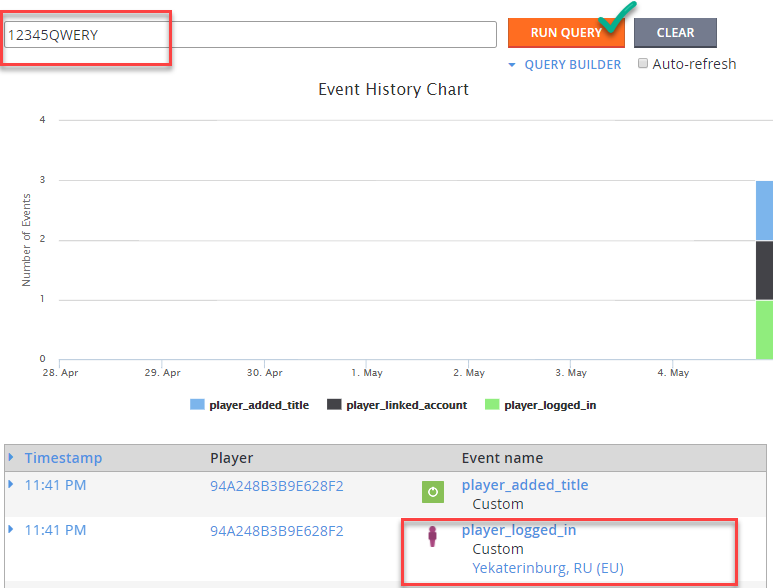 12345QWERY
RUN QUERY
CLEAR
QUERY BUILDER
Auto-refresh
Event History Chart
Number of Events
4
3
2
1
0
28. Apr 29. Apr 30. Apr 1. May 2. May 3. May 4. May
player_added_title player_linked_account player_logged_in
Timestamp Player Event name
11:41 PM 94A248B3B9E628F2 player_added_title
Custom
11:41 PM 94A248B3B9E628F2 player_logged_in
Custom
Yekaterinburg, RU (EU)